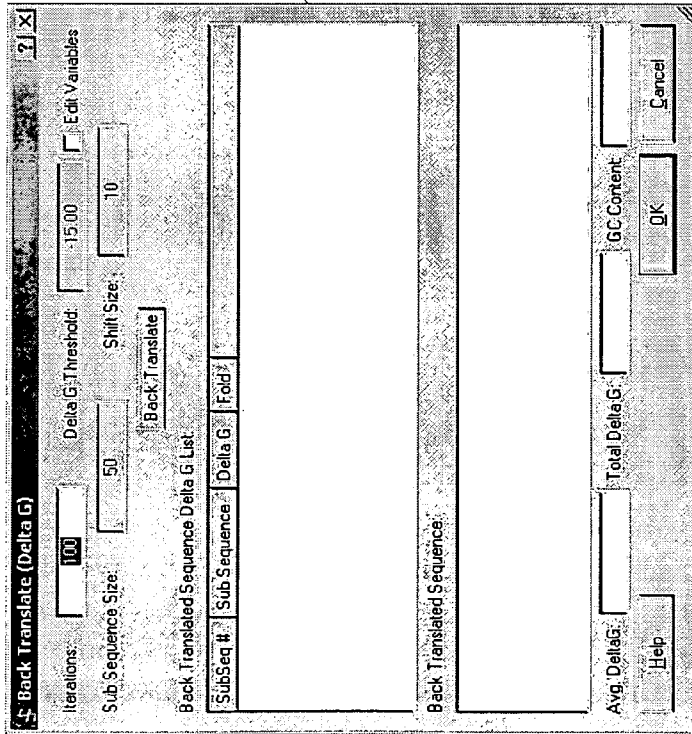 Back Translate (Delta G)
Iterations: 100 Delta G Threshold: -15.00 Edit Variables
Sub Sequence Size: 50 Shift Size: 10
Back Translate
Back Translated Sequence Delta G List:
SubSeq # Sub Sequence Delta G Fold
Back Translated Sequence:
Avg. DeltaG: Total Delta G: GC Content:
Help OK Cancel